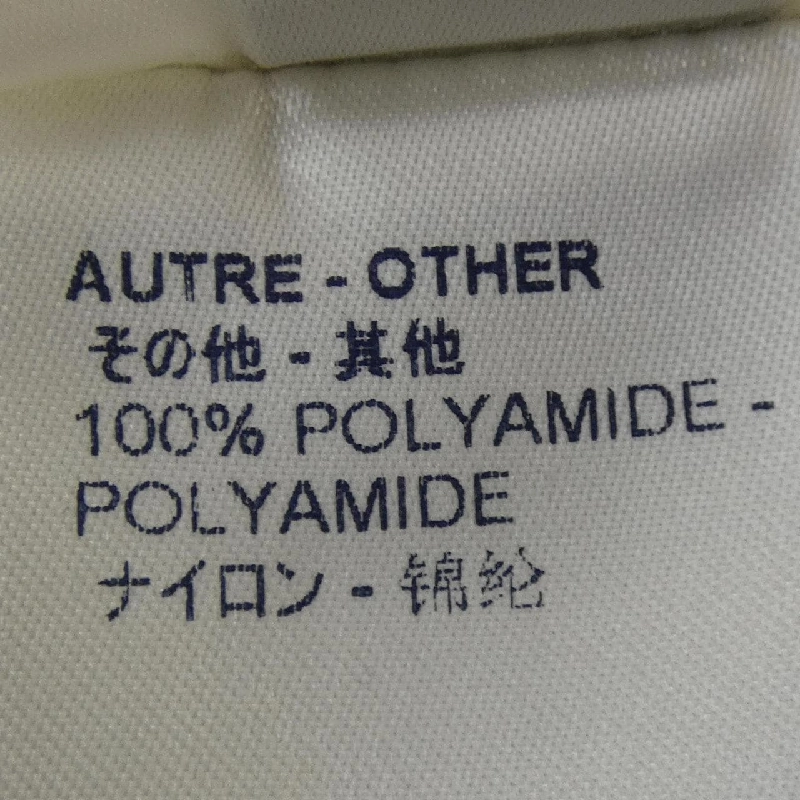 AUTRE - OTHER
その他 - 其他
100% POLYAMIDE -
POLYAMIDE
ナイロン - 锦纶